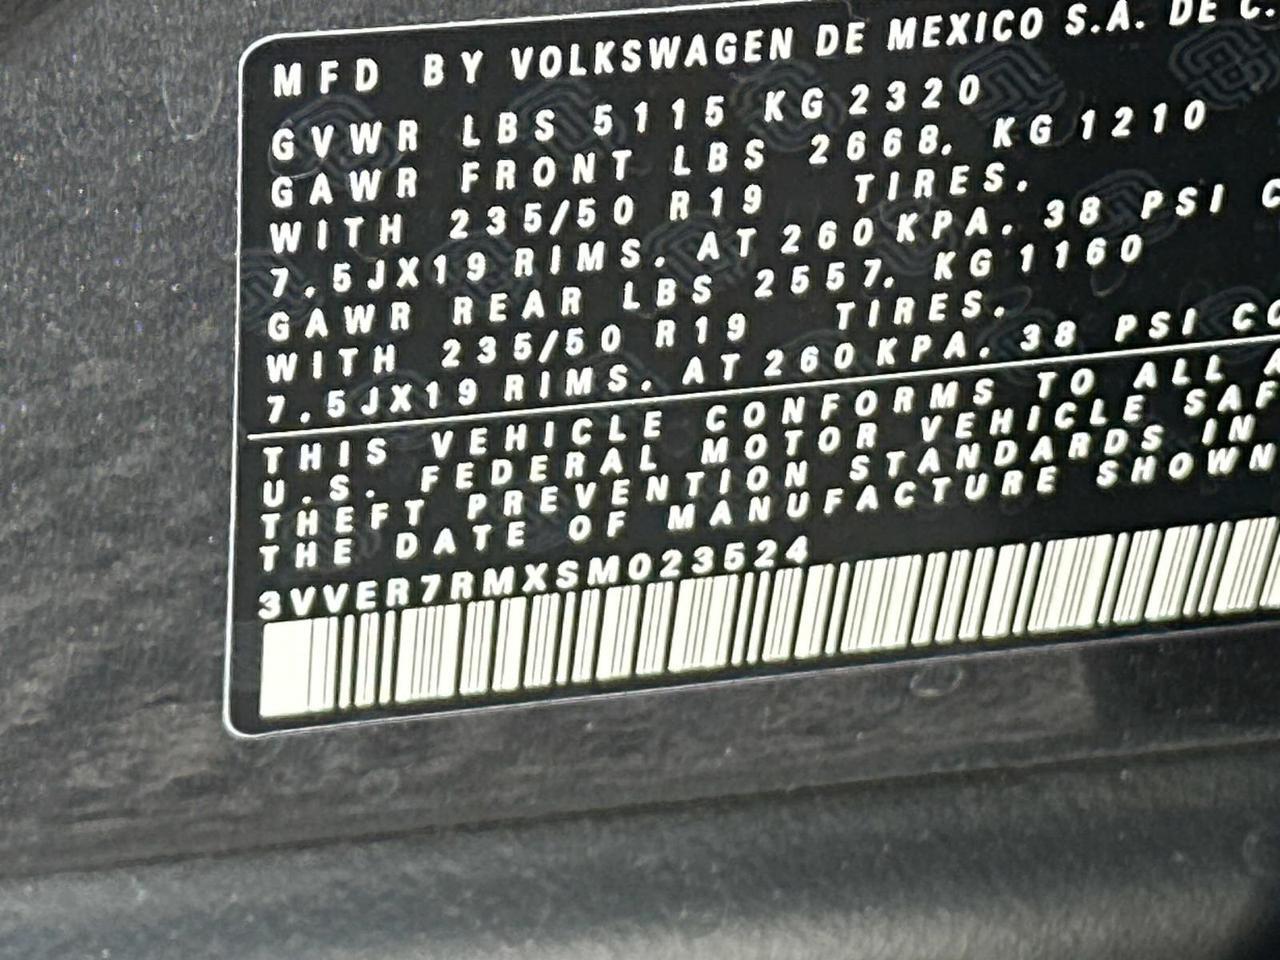 MFD BY VOLKSWAGEN DE MEXICO S.A. DE C.
GVWR LBS 5115 KG 2320
GAWR FRONT LBS 2668. KG 1210
WITH 235/50 R19 TIRES.
7.5JX19 RIMS. AT 260 KPA. 38 PSI C
GAWR REAR LBS 2557. KG 1160
WITH 235/50 R19 TIRES.
7.5JX19 RIMS. AT 260 KPA. 38 PSI CO
THIS VEHICLE CONFORMS TO ALL A
U.S. FEDERAL MOTOR VEHICLE SAF
THEFT PREVENTION STANDARDS IN
THE DATE OF MANUFACTURE SHOWN
3VVER7RMXSM023524